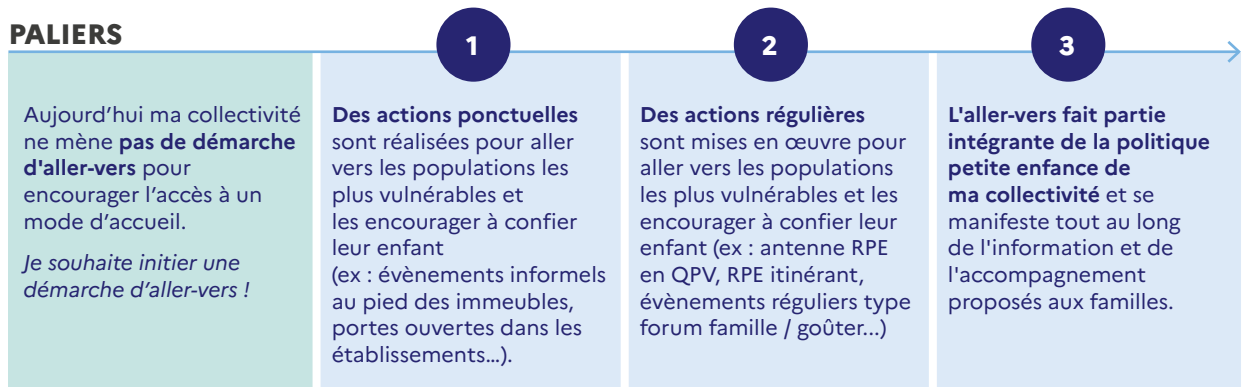 PALIERS
1
2
3
Aujourd’hui ma collectivité
ne mène pas de démarche
d'aller-vers pour
encourager l’accès à un
mode d’accueil.
Je souhaite initier une
démarche d’aller-vers !
Des actions ponctuelles
sont réalisées pour aller
vers les populations les
plus vulnérables et
les encourager à confier
leur enfant
(ex : évènements informels
au pied des immeubles,
portes ouvertes dans les
établissements…).
Des actions régulières
sont mises en œuvre pour
aller vers les populations
les plus vulnérables et les
encourager à confier leur
enfant (ex : antenne RPE
en QPV, RPE itinérant,
évènements réguliers type
forum famille / goûter...)
L'aller-vers fait partie
intégrante de la politique
petite enfance de
ma collectivité et se
manifeste tout au long
de l'information et de
l'accompagnement
proposés aux familles.